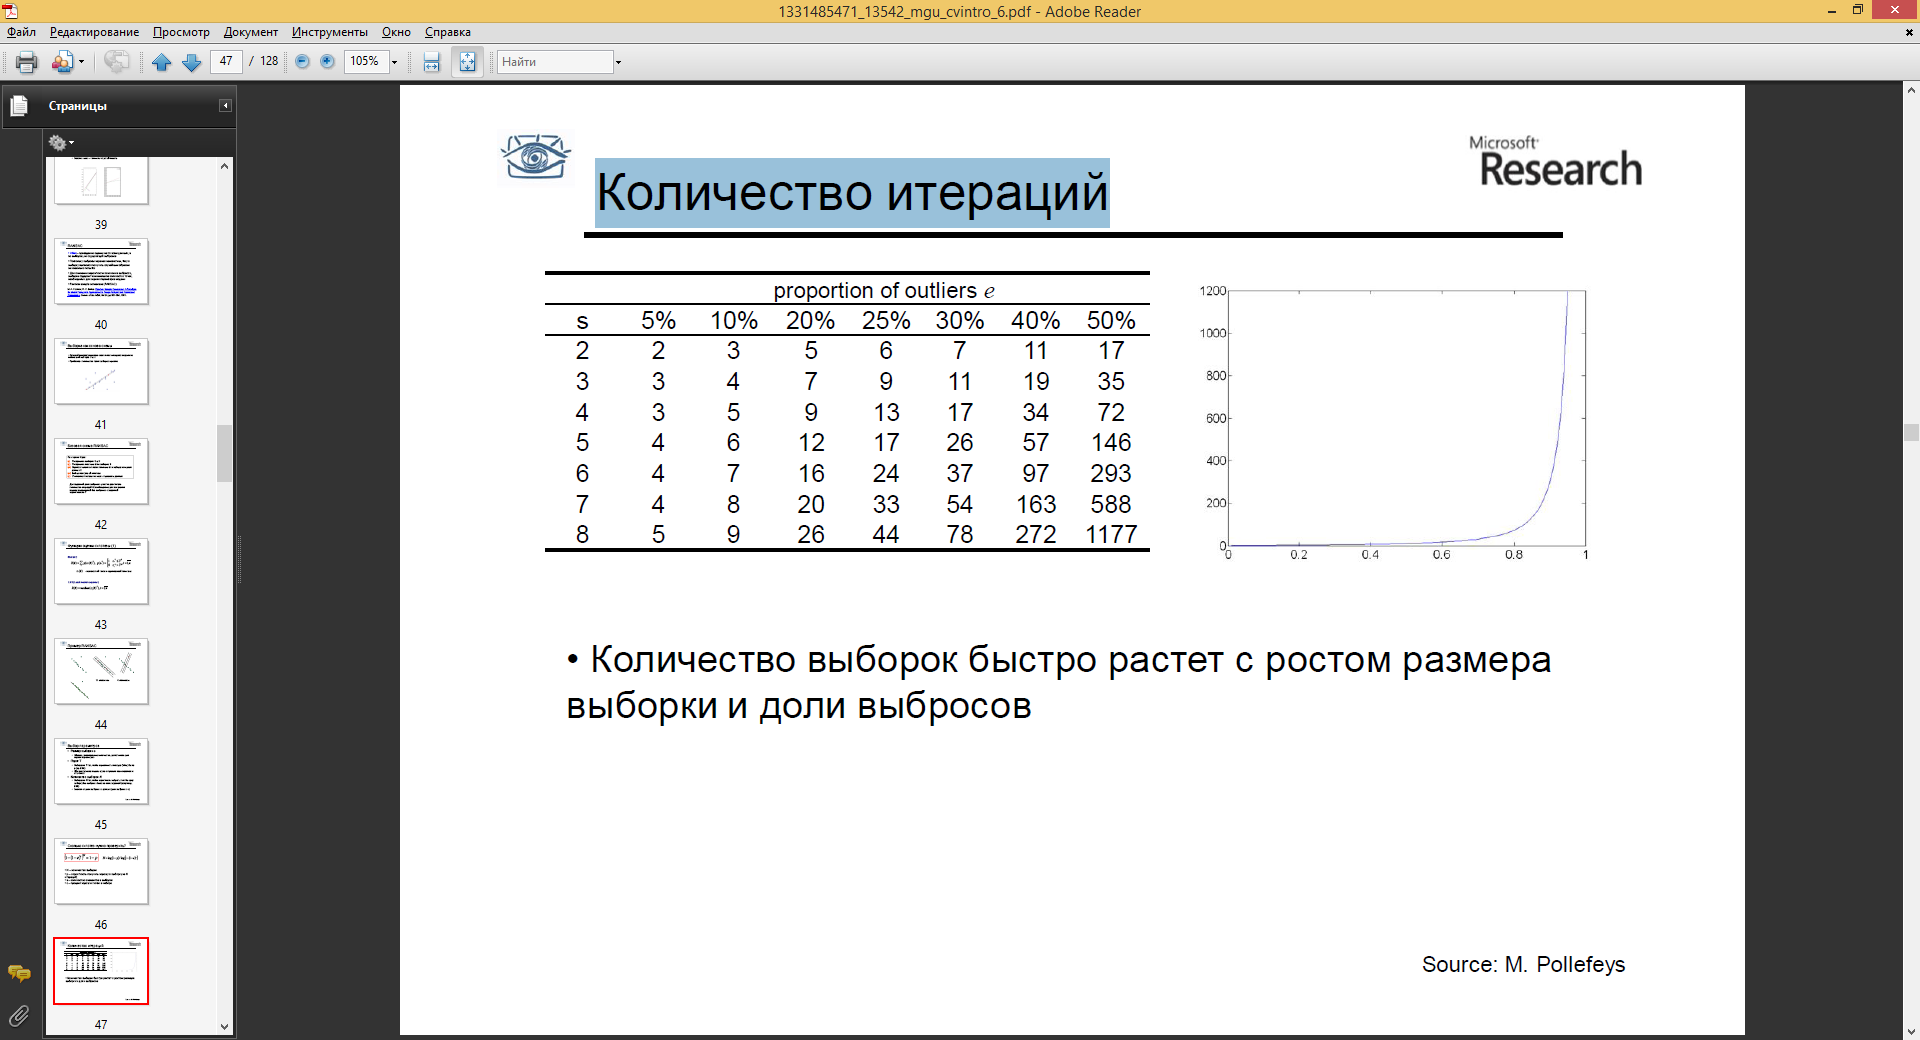 1331485471_13542_mgu_cvintro_6.pdf - Adobe Reader
Файл Редактирование Просмотр Документ Инструменты Окно Справка
47 / 128 105% Найти
Страницы
39
40
41
42
43
44
45
46
47
Microsoft
Research
Количество итераций
proportion of outliers e
s 5% 10% 20% 25% 30% 40% 50%
2 2 3 5 6 7 11 17
3 3 4 7 9 11 19 35
4 3 5 9 13 17 34 72
5 4 6 12 17 26 57 146
6 4 7 16 24 37 97 293
7 4 8 20 33 54 163 588
8 5 9 26 44 78 272 1177
1200
1000
800
600
400
200
0
0 0.2 0.4 0.6 0.8 1
• Количество выборок быстро растет с ростом размера
выборки и доли выбросов
Source: M. Pollefeys